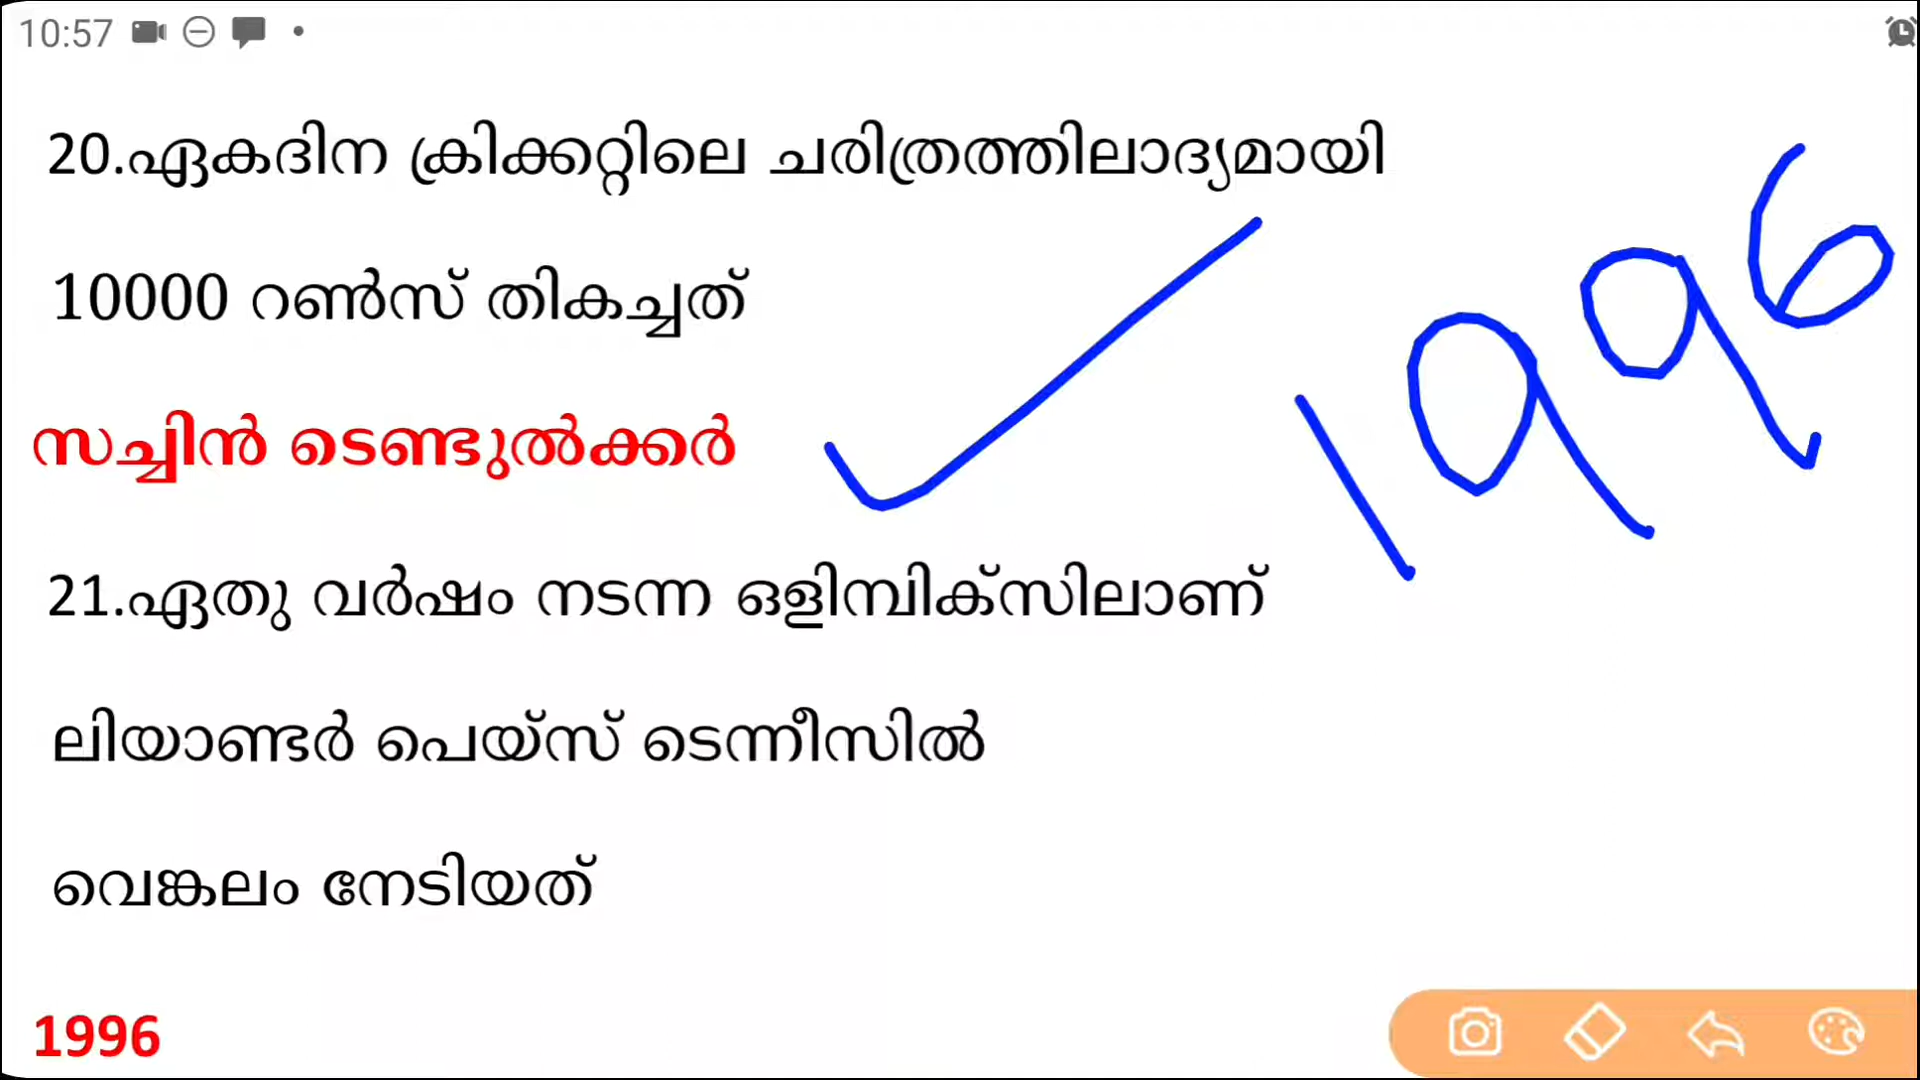 10:57
20.ഏകദിന ക്രിക്കറ്റിലെ ചരിത്രത്തിലാദ്യമായി
10000 റൺസ് തികച്ചത്
സച്ചിൻ ടെണ്ടുൽക്കർ
1996
21.ഏതു വർഷം നടന്ന ഒളിമ്പിക്സിലാണ്
ലിയാണ്ടർ പെയ്സ് ടെന്നീസിൽ
വെങ്കലം നേടിയത്
1996